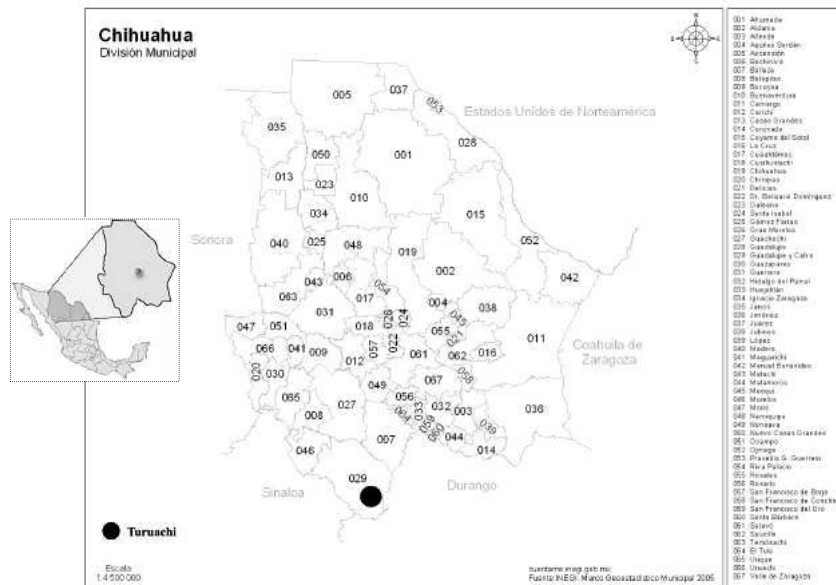 Chihuahua
División Municipal
Estados Unidos de Norteamérica
Sonora
Coahuila de
Zaragoza
Sinaloa
Durango
Turuachi
Escala
1:4 500 000
cuentame.inegi.gob.mx
Fuente: INEGI. Marco Geoestadístico Municipal 2005
005
037
053
035
028
050
001
013
023
010
034
015
040
025
048
019
052
002
042
043
006
054
063
017
004
038
031
026
024
045
047
051
018
055
021
011
066
041
009
057
022
061
062
016
012
020
030
049
067
058
065
027
056
033
032
003
036
008
064
059
060
044
039
014
007
046
029
001 Ahumada
002 Aldama
003 Allende
004 Aquiles Serdán
005 Ascensión
006 Bachíniva
007 Balleza
008 Batopilas
009 Bocoyna
010 Buenaventura
011 Camargo
012 Carichí
013 Casas Grandes
014 Coronado
015 Coyame del Sotol
016 La Cruz
017 Cuauhtémoc
018 Cusihuiriachi
019 Chihuahua
020 Chínipas
021 Delicias
022 Dr. Belisario Domínguez
023 Galeana
024 Santa Isabel
025 Gómez Farías
026 Gran Morelos
027 Guachochi
028 Guadalupe
029 Guadalupe y Calvo
030 Guazapares
031 Guerrero
032 Hidalgo del Parral
033 Huejotitán
034 Ignacio Zaragoza
035 Janos
036 Jiménez
037 Juárez
038 Julimes
039 López
040 Madera
041 Maguarichi
042 Manuel Benavides
043 Matachí
044 Matamoros
045 Meoqui
046 Morelos
047 Moris
048 Namiquipa
049 Nonoava
050 Nuevo Casas Grandes
051 Ocampo
052 Ojinaga
053 Praxedis G. Guerrero
054 Riva Palacio
055 Rosales
056 Rosario
057 San Francisco de Borja
058 San Francisco de Conchos
059 San Francisco del Oro
060 Santa Bárbara
061 Satevó
062 Saucillo
063 Temósachi
064 El Tule
065 Urique
066 Uruachi
067 Valle de Zaragoza